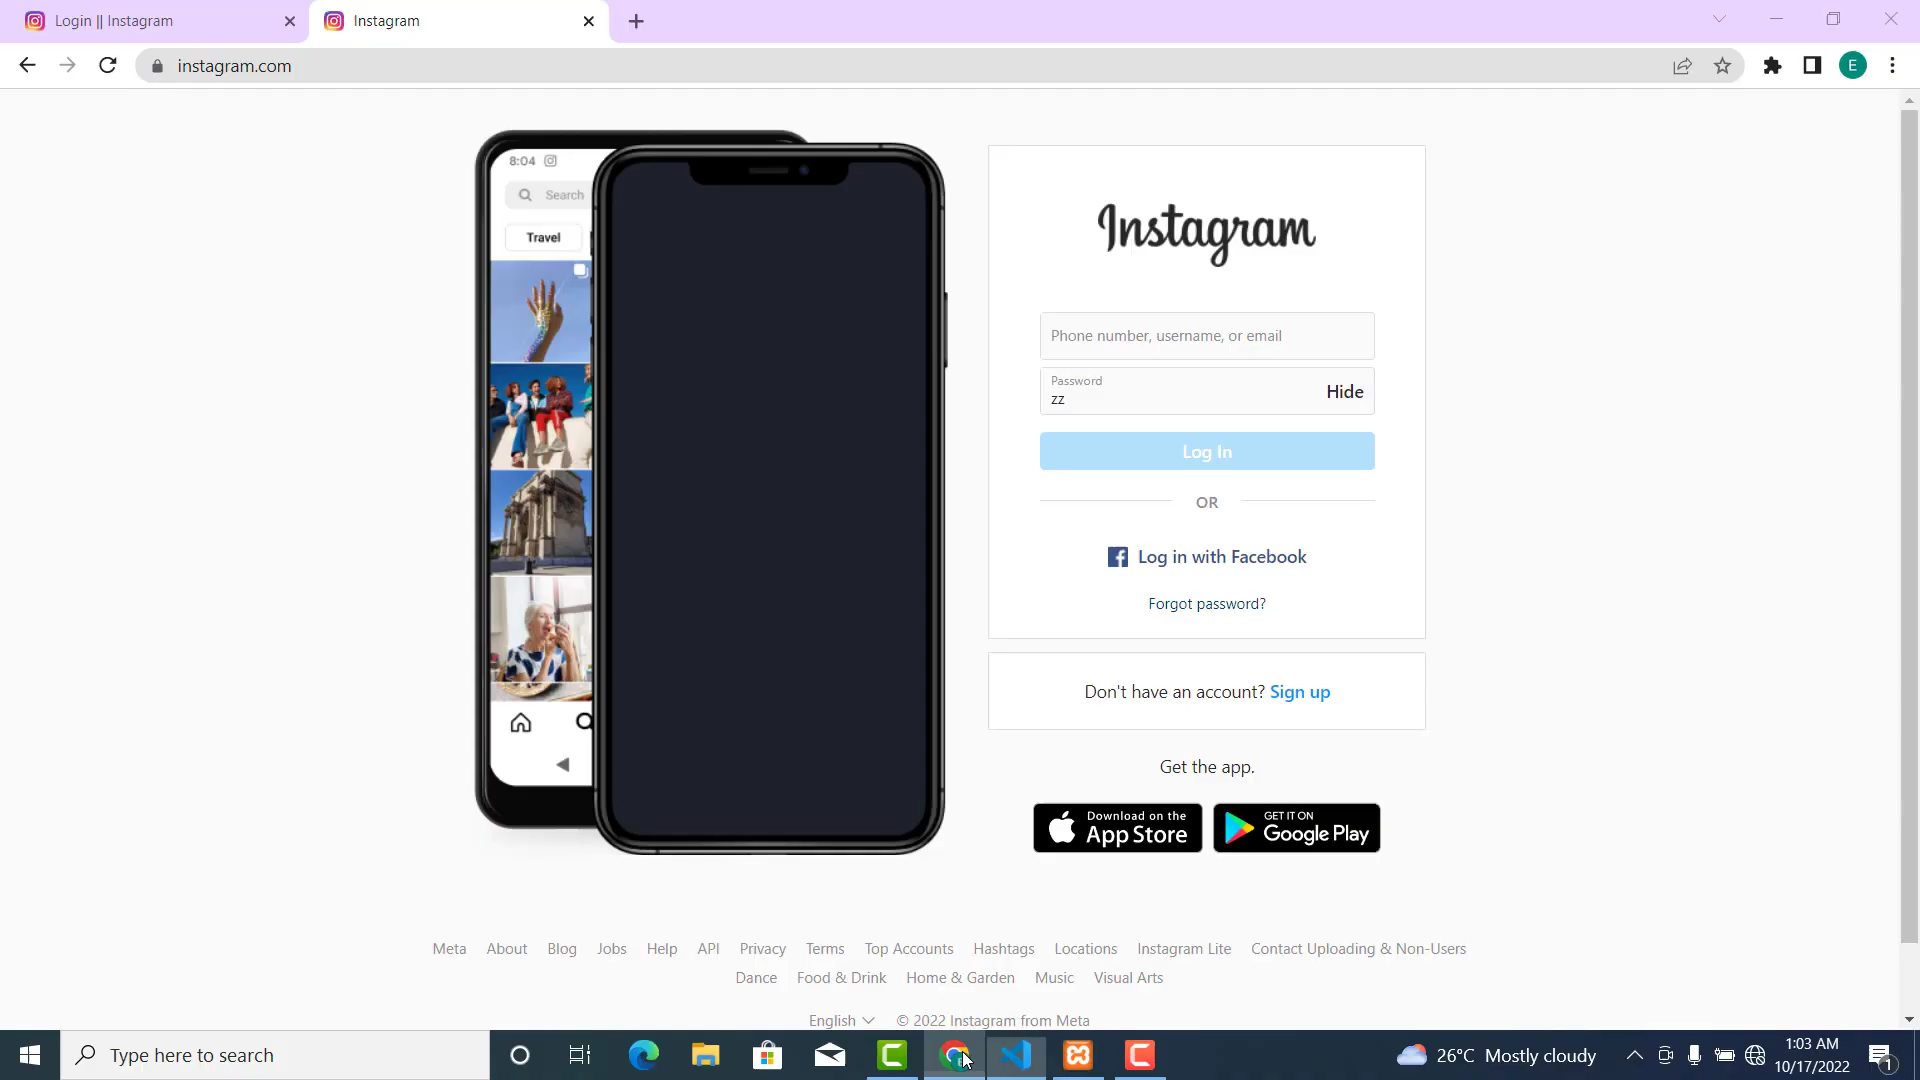 Login || Instagram
Instagram
instagram.com
E
8:04
Search
Travel
Instagram
Phone number, username, or email
Password
zz
Hide
Log In
OR
Log in with Facebook
Forgot password?
Don't have an account? Sign up
Get the app.
Download on the
App Store
GET IT ON
Google Play
Meta About Blog Jobs Help API Privacy Terms Top Accounts Hashtags Locations Instagram Lite Contact Uploading & Non-Users
Dance Food & Drink Home & Garden Music Visual Arts
English © 2022 Instagram from Meta
Type here to search
26°C Mostly cloudy
1:03 AM
10/17/2022
1